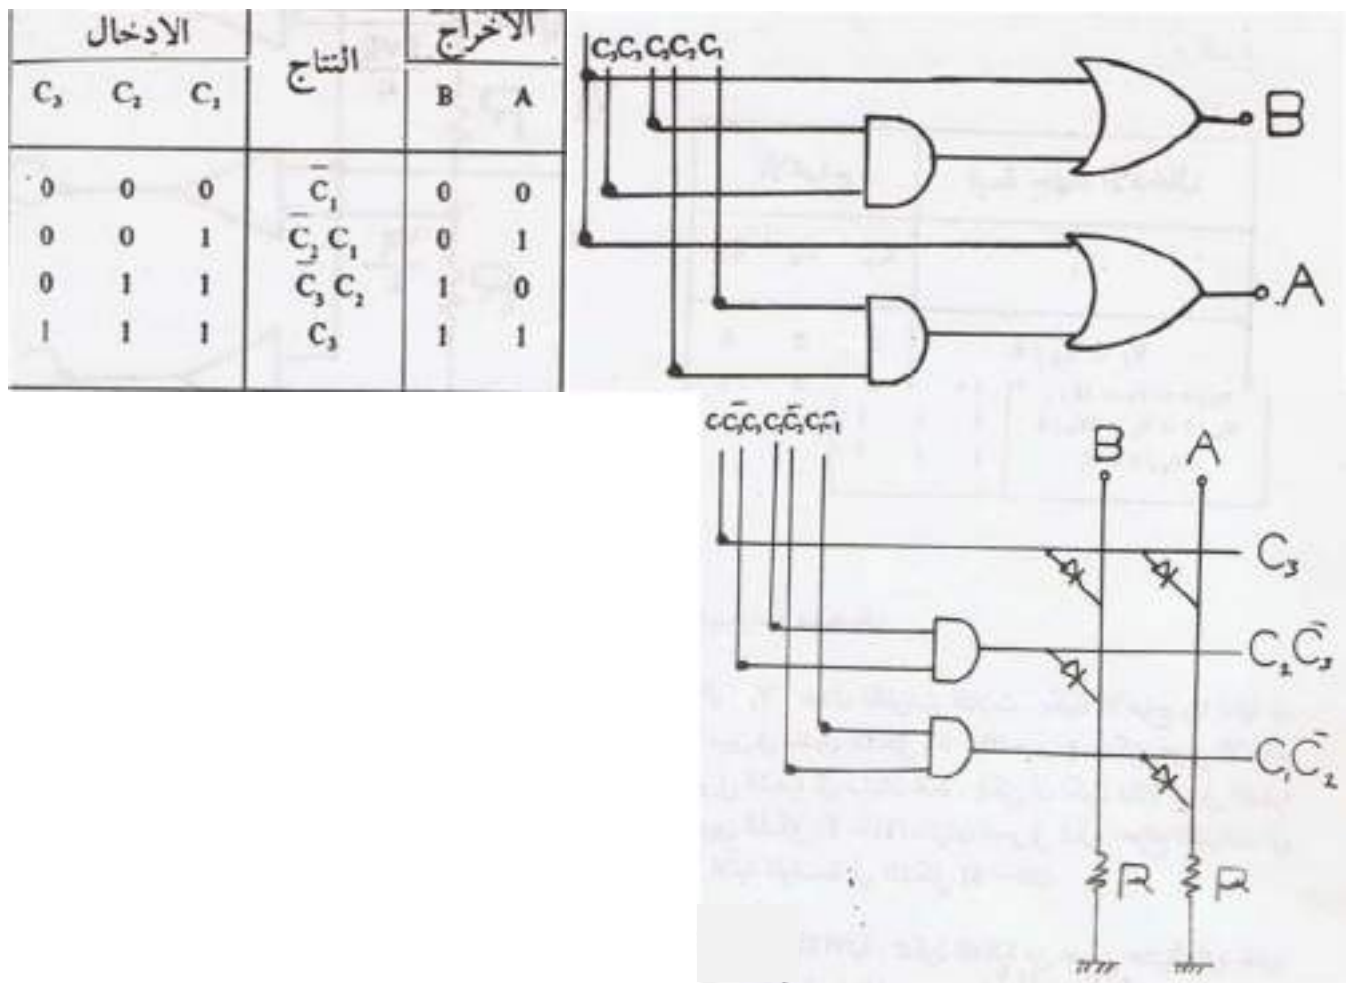 الادخال النتاج الاخراج
C₃ C₂ C₁ B A
0 0 0 C̄₁ 0 0
0 0 1 C̄₂ C₁ 0 1
0 1 1 C̄₃ C₂ 1 0
1 1 1 C₃ 1 1
B
A
B A
C₃
C₂C̄₃
C₁C̄₂
R R